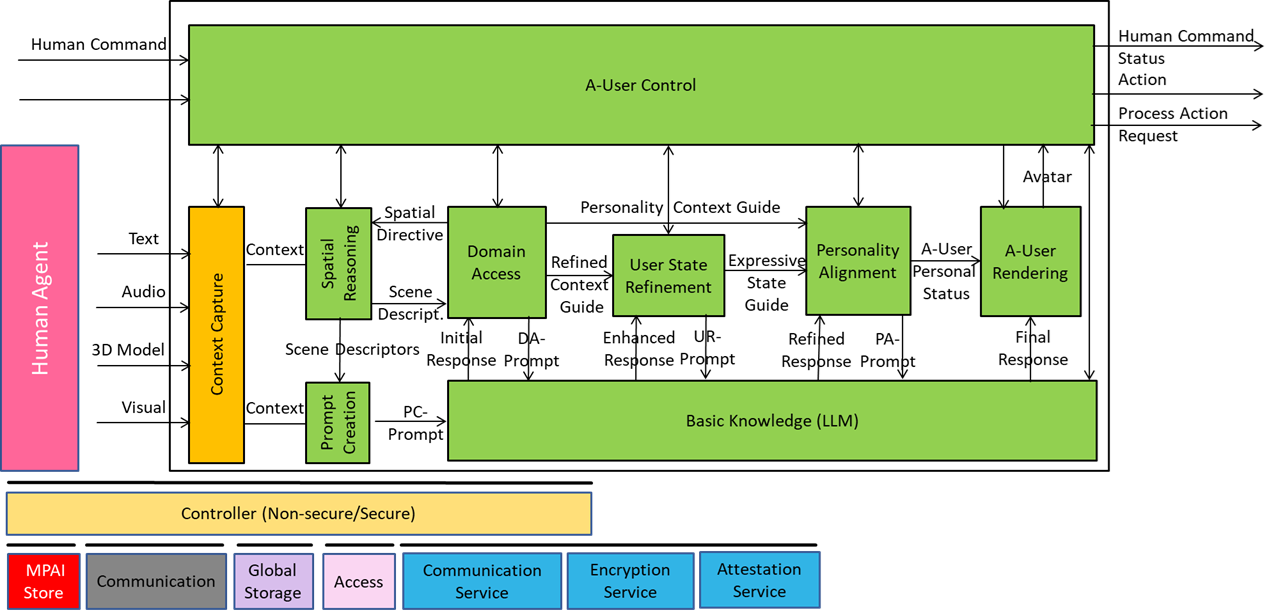 Human Command
A-User Control
Human Command
Status
Action
Process Action
Request
Avatar
Human Agent
Text
Audio
3D Model
Visual
Context Capture
Context
Context
Spatial
Reasoning
Spatial
Directive
Scene
Descript.
Scene Descriptors
Prompt
Creation
PC-
Prompt
Domain
Access
Personality Context Guide
Refined
Context
Guide
User State
Refinement
Expressive
State
Guide
Personality
Alignment
A-User
Personal
Status
A-User
Rendering
Initial
Response
DA-
Prompt
Enhanced
Response
UR-
Prompt
Refined
Response
PA-
Prompt
Final
Response
Basic Knowledge (LLM)
Controller (Non-secure/Secure)
MPAI
Store
Communication
Global
Storage
Access
Communication
Service
Encryption
Service
Attestation
Service